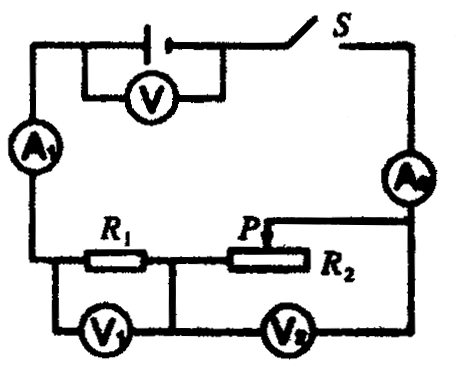 S
V
A₁
A₂
R₁
P
R₂
V₁
V₂